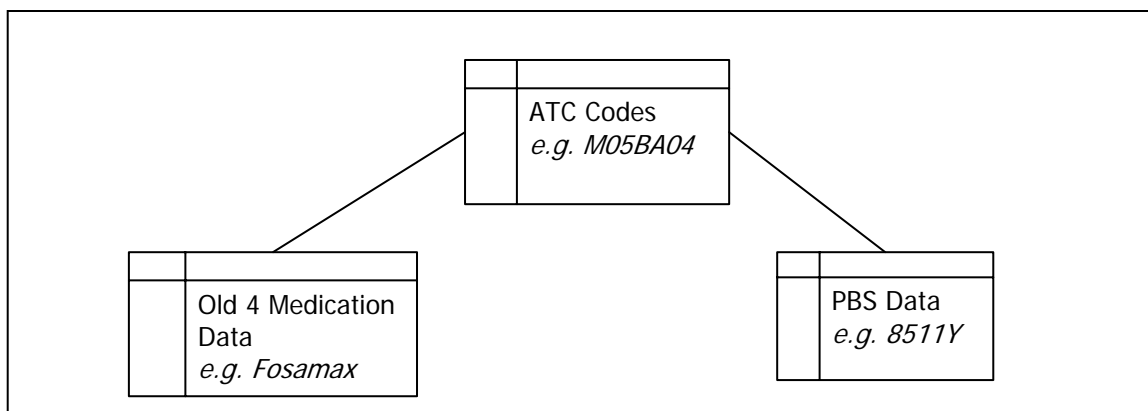 ATC Codes
e.g. M05BA04
Old 4 Medication
Data
e.g. Fosamax
PBS Data
e.g. 8511Y